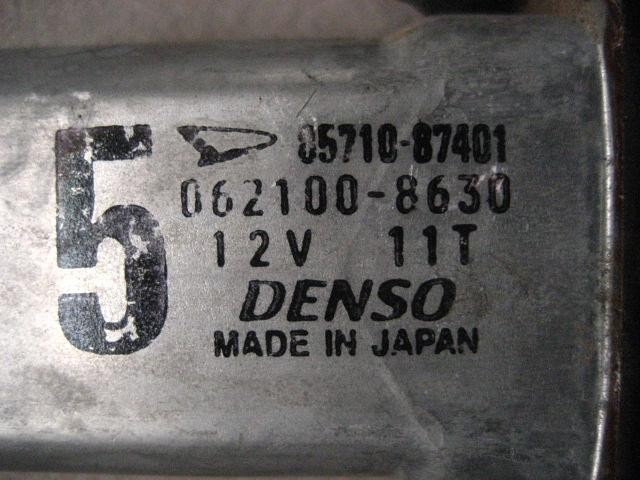 5
85710-87401
062100-8630
12V 11T
DENSO
MADE IN JAPAN